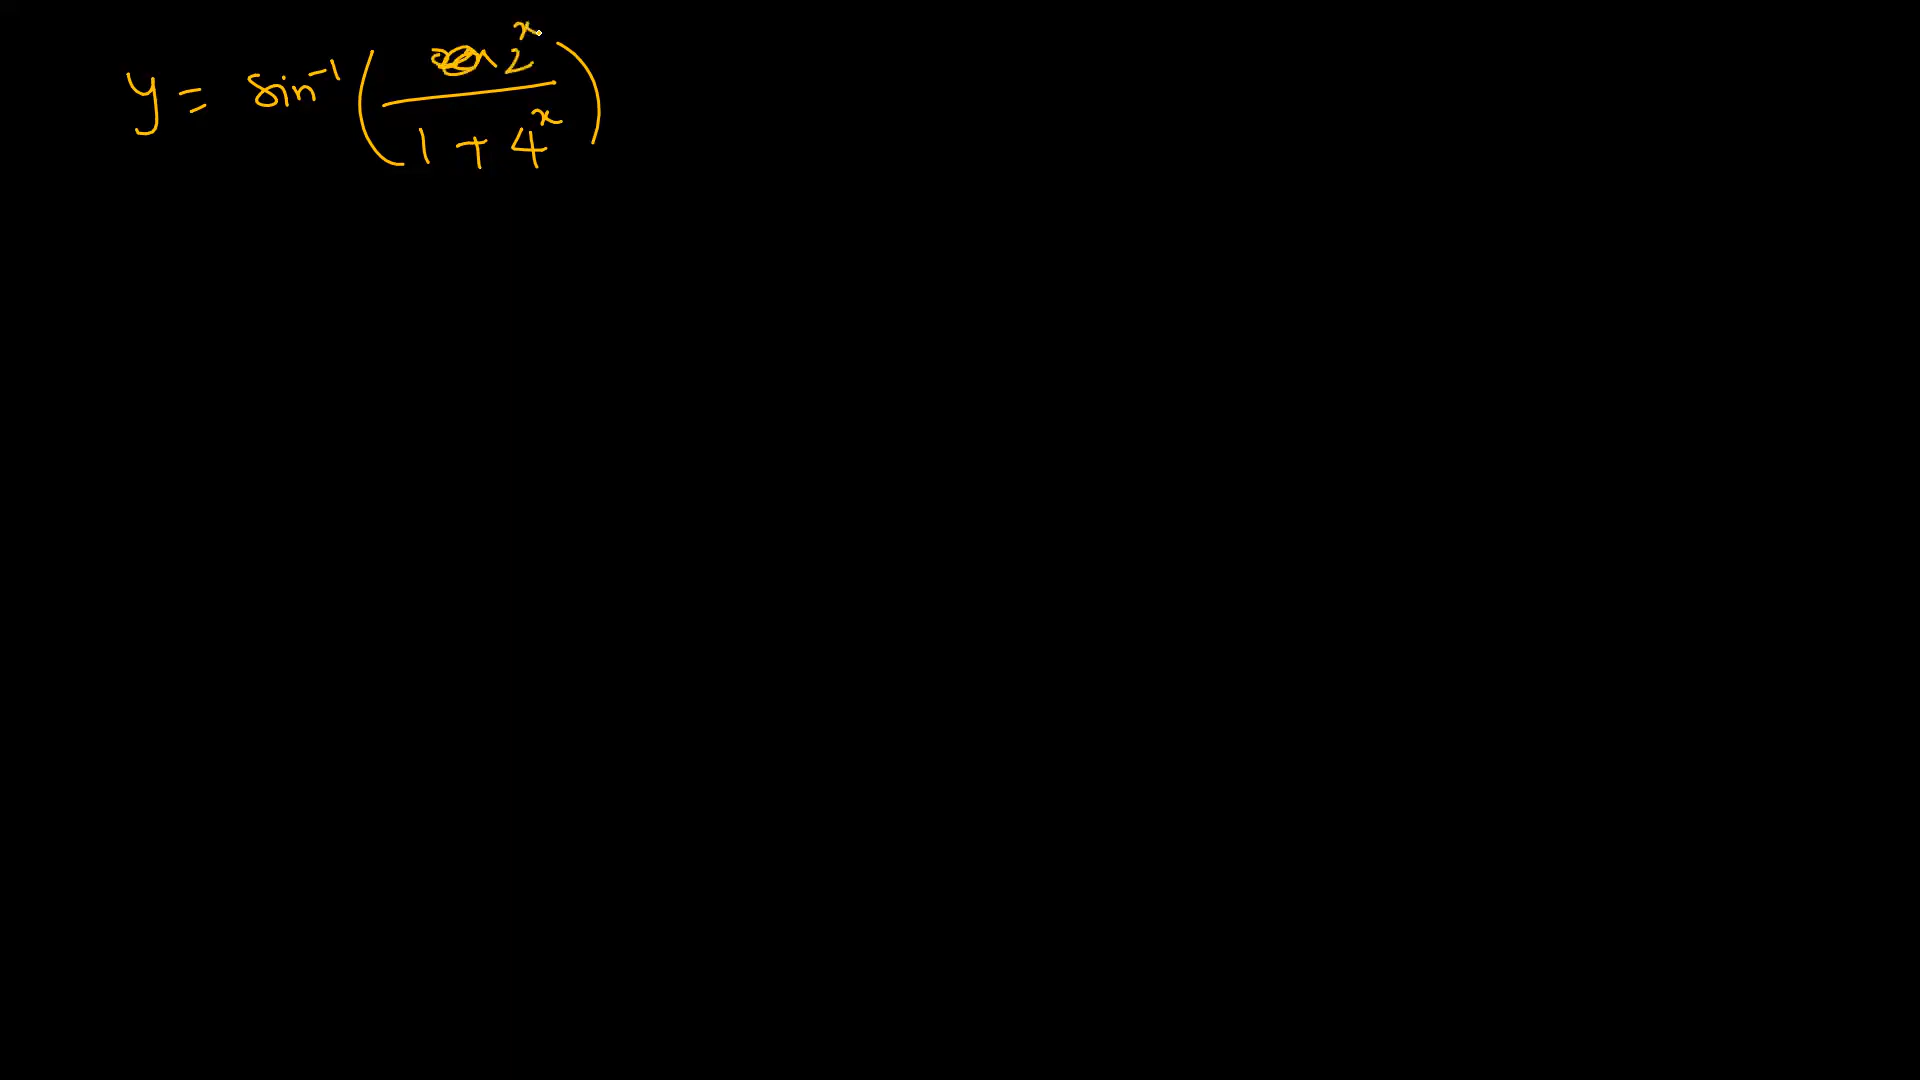 y = sin⁻¹ (2ˣ / 1 + 4ˣ)